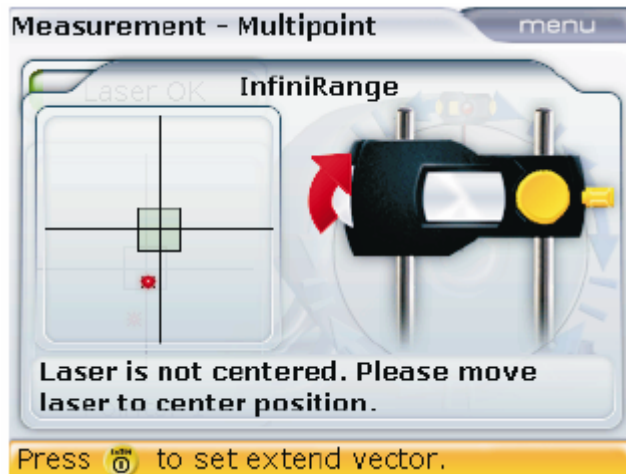 Measurement - Multipoint
menu
Laser OK
InfiniRange
Laser is not centered. Please move
laser to center position.
Press to set extend vector.